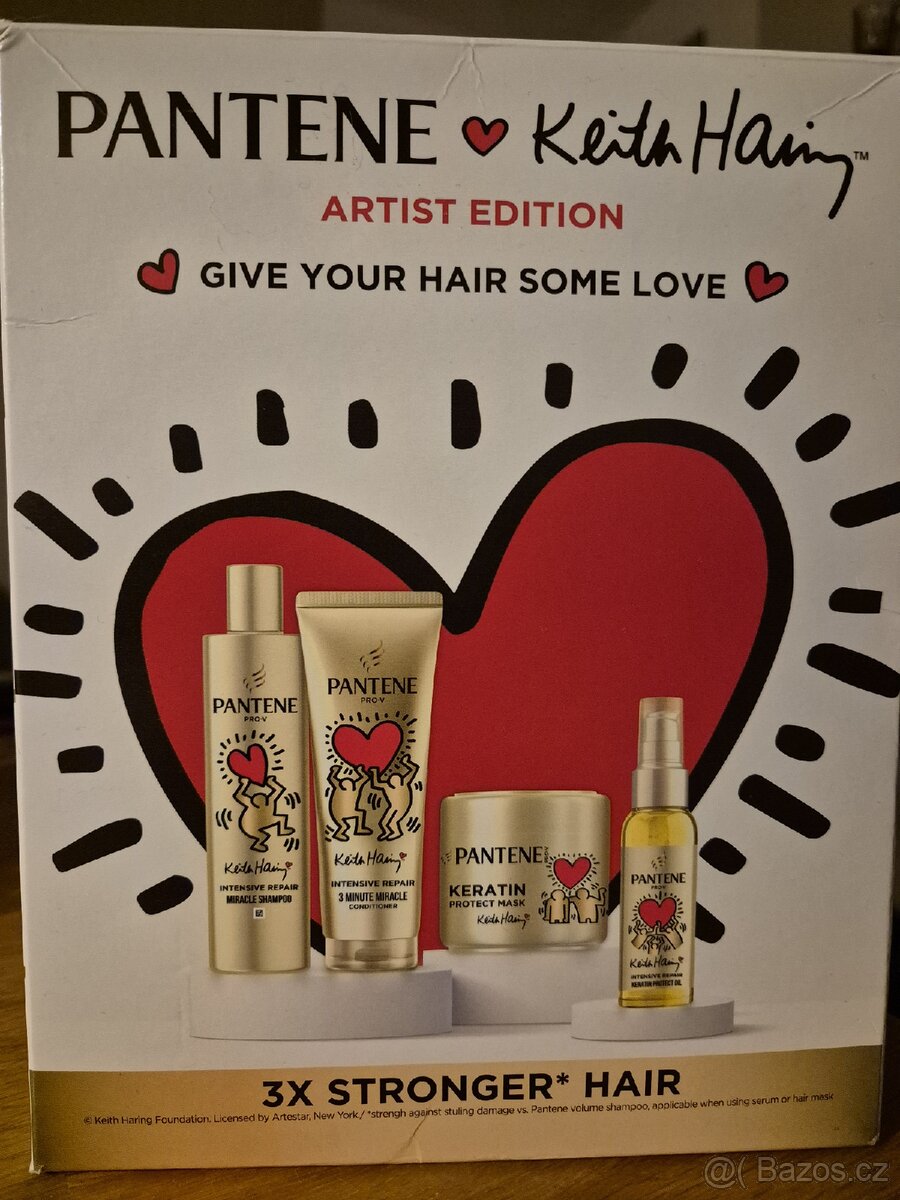 PANTENE ❤ Keith Haring™
ARTIST EDITION
GIVE YOUR HAIR SOME LOVE
PANTENE
PRO-V
Keith Haring
INTENSIVE REPAIR
MIRACLE SHAMPOO
PANTENE
PRO-V
Keith Haring
INTENSIVE REPAIR
3 MINUTE MIRACLE
CONDITIONER
PANTENE PRO-V
KERATIN
PROTECT MASK
Keith Haring
PANTENE
PRO-V
Keith Haring
INTENSIVE REPAIR
KERATIN PROTECT OIL
3X STRONGER* HAIR
© Keith Haring Foundation. Licensed by Artestar, New York./ *strengh against stuling damage vs. Pantene volume shampoo, applicable when using serum or hair mask
@( Bazos.cz